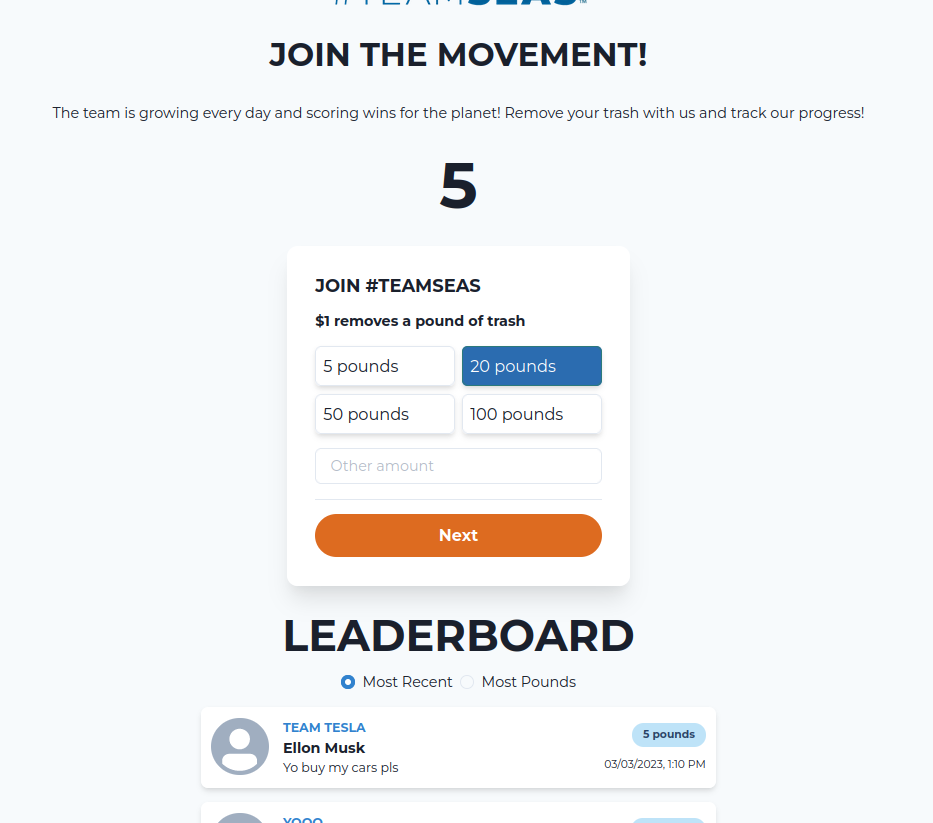 #TEAMSEAS™
JOIN THE MOVEMENT!
The team is growing every day and scoring wins for the planet! Remove your trash with us and track our progress!
5
JOIN #TEAMSEAS
$1 removes a pound of trash
5 pounds
20 pounds
50 pounds
100 pounds
Other amount
Next
LEADERBOARD
Most Recent Most Pounds
TEAM TESLA
5 pounds
Ellon Musk
Yo buy my cars pls
03/03/2023, 1:10 PM
YOOO